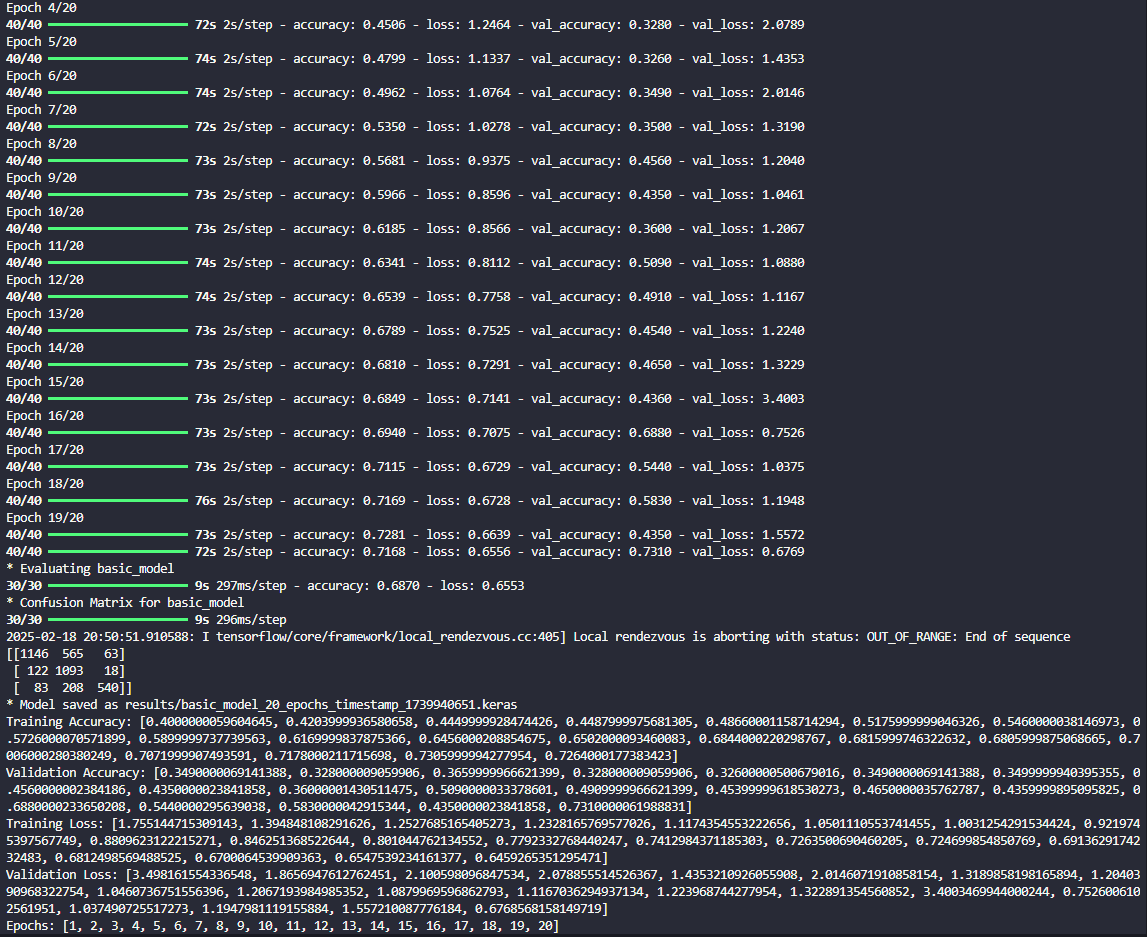 Epoch 4/20
40/40 72s 2s/step - accuracy: 0.4506 - loss: 1.2464 - val_accuracy: 0.3280 - val_loss: 2.0789
Epoch 5/20
40/40 74s 2s/step - accuracy: 0.4799 - loss: 1.1337 - val_accuracy: 0.3260 - val_loss: 1.4353
Epoch 6/20
40/40 74s 2s/step - accuracy: 0.4962 - loss: 1.0764 - val_accuracy: 0.3490 - val_loss: 2.0146
Epoch 7/20
40/40 72s 2s/step - accuracy: 0.5350 - loss: 1.0278 - val_accuracy: 0.3500 - val_loss: 1.3190
Epoch 8/20
40/40 73s 2s/step - accuracy: 0.5681 - loss: 0.9375 - val_accuracy: 0.4560 - val_loss: 1.2040
Epoch 9/20
40/40 73s 2s/step - accuracy: 0.5966 - loss: 0.8596 - val_accuracy: 0.4350 - val_loss: 1.0461
Epoch 10/20
40/40 73s 2s/step - accuracy: 0.6185 - loss: 0.8566 - val_accuracy: 0.3600 - val_loss: 1.2067
Epoch 11/20
40/40 74s 2s/step - accuracy: 0.6341 - loss: 0.8112 - val_accuracy: 0.5090 - val_loss: 1.0880
Epoch 12/20
40/40 74s 2s/step - accuracy: 0.6539 - loss: 0.7758 - val_accuracy: 0.4910 - val_loss: 1.1167
Epoch 13/20
40/40 73s 2s/step - accuracy: 0.6789 - loss: 0.7525 - val_accuracy: 0.4540 - val_loss: 1.2240
Epoch 14/20
40/40 73s 2s/step - accuracy: 0.6810 - loss: 0.7291 - val_accuracy: 0.4650 - val_loss: 1.3229
Epoch 15/20
40/40 73s 2s/step - accuracy: 0.6849 - loss: 0.7141 - val_accuracy: 0.4360 - val_loss: 3.4003
Epoch 16/20
40/40 73s 2s/step - accuracy: 0.6940 - loss: 0.7075 - val_accuracy: 0.6880 - val_loss: 0.7526
Epoch 17/20
40/40 73s 2s/step - accuracy: 0.7115 - loss: 0.6729 - val_accuracy: 0.5440 - val_loss: 1.0375
Epoch 18/20
40/40 76s 2s/step - accuracy: 0.7169 - loss: 0.6728 - val_accuracy: 0.5830 - val_loss: 1.1948
Epoch 19/20
40/40 73s 2s/step - accuracy: 0.7281 - loss: 0.6639 - val_accuracy: 0.4350 - val_loss: 1.5572
40/40 72s 2s/step - accuracy: 0.7168 - loss: 0.6556 - val_accuracy: 0.7310 - val_loss: 0.6769
* Evaluating basic_model
30/30 9s 297ms/step - accuracy: 0.6870 - loss: 0.6553
* Confusion Matrix for basic_model
30/30 9s 296ms/step
2025-02-18 20:50:51.910588: I tensorflow/core/framework/local_rendezvous.cc:405] Local rendezvous is aborting with status: OUT_OF_RANGE: End of sequence
[[1146 565 63]
[ 122 1093 18]
[ 83 208 540]]
* Model saved as results/basic_model_20_epochs_timestamp_1739940651.keras
Training Accuracy: [0.4000000059604645, 0.4203999936580658, 0.4449999928474426, 0.4487999975681305, 0.48660001158714294, 0.5175999999046326, 0.5460000038146973, 0
.5726000070571899, 0.5899999737739563, 0.6169999837875366, 0.6456000208854675, 0.6502000093460083, 0.6844000220298767, 0.6815999746322632, 0.6805999875068665, 0.7
006000280380249, 0.7071999907493591, 0.7178000211715698, 0.7305999994277954, 0.7264000177383423]
Validation Accuracy: [0.3490000069141388, 0.328000009059906, 0.3659999966621399, 0.328000009059906, 0.32600000500679016, 0.3490000069141388, 0.3499999940395355, 0
.4560000002384186, 0.4350000023841858, 0.36000001430511475, 0.5090000033378601, 0.4909999966621399, 0.45399999618530273, 0.4650000035762787, 0.4359999895095825, 0
.6880000233650208, 0.5440000295639038, 0.5830000042915344, 0.4350000023841858, 0.7310000061988831]
Training Loss: [1.755144715309143, 1.394848108291626, 1.2527685165405273, 1.2328165769577026, 1.1174354553222656, 1.0501110553741455, 1.0031254291534424, 0.921974
5397567749, 0.8809623122215271, 0.846251368522644, 0.801044762134552, 0.7792332768440247, 0.7412984371185303, 0.7263500690460205, 0.724699854850769, 0.69136291742
32483, 0.6812498569488525, 0.6700064539909363, 0.6547539234161377, 0.6459265351295471]
Validation Loss: [3.498161554336548, 1.8656947612762451, 2.100598096847534, 2.078855514526367, 1.4353210926055908, 2.0146071910858154, 1.3189858198165894, 1.20403
90968322754, 1.0460736751556396, 1.2067193984985352, 1.0879969596862793, 1.1167036294937134, 1.223968744277954, 1.322891354560852, 3.4003469944000244, 0.752600610
2561951, 1.037490725517273, 1.1947981119155884, 1.557210087776184, 0.6768568158149719]
Epochs: [1, 2, 3, 4, 5, 6, 7, 8, 9, 10, 11, 12, 13, 14, 15, 16, 17, 18, 19, 20]